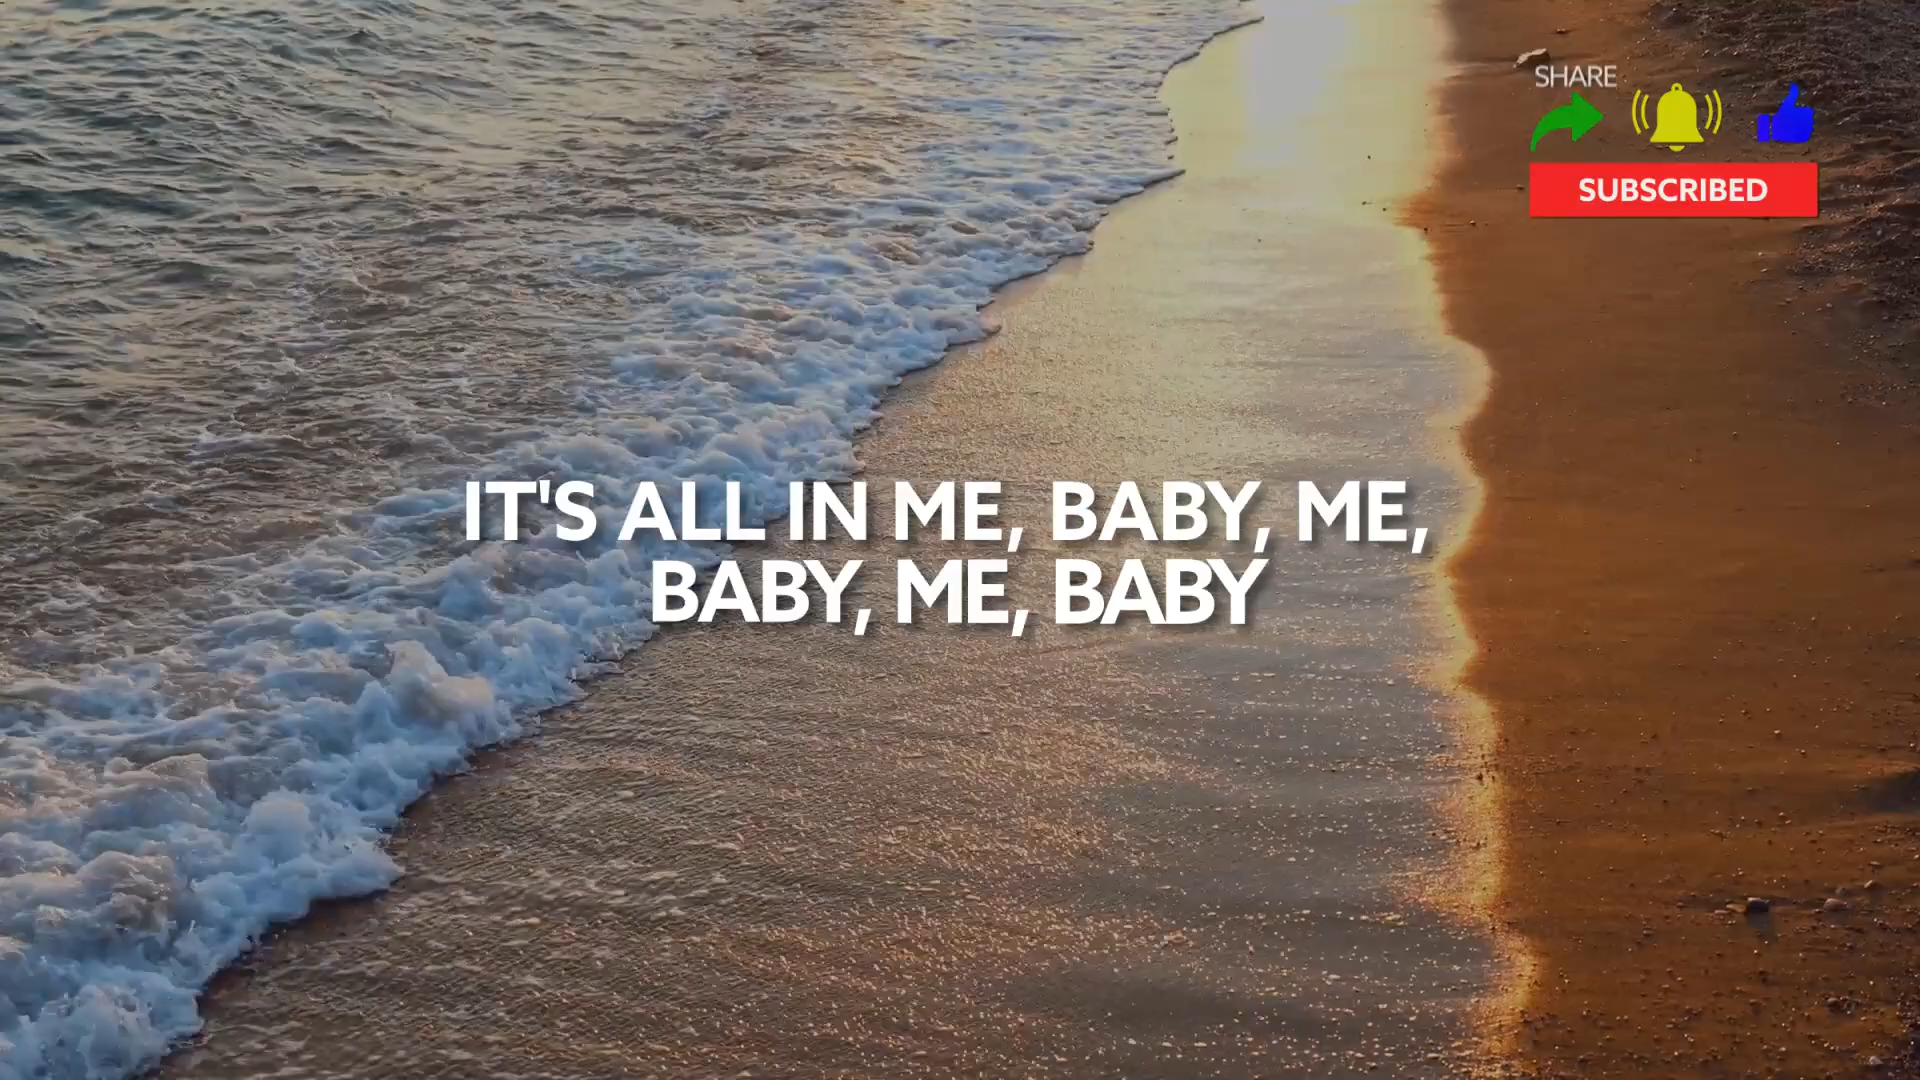 SHARE
SUBSCRIBED
IT'S ALL IN ME, BABY, ME,
BABY, ME, BABY